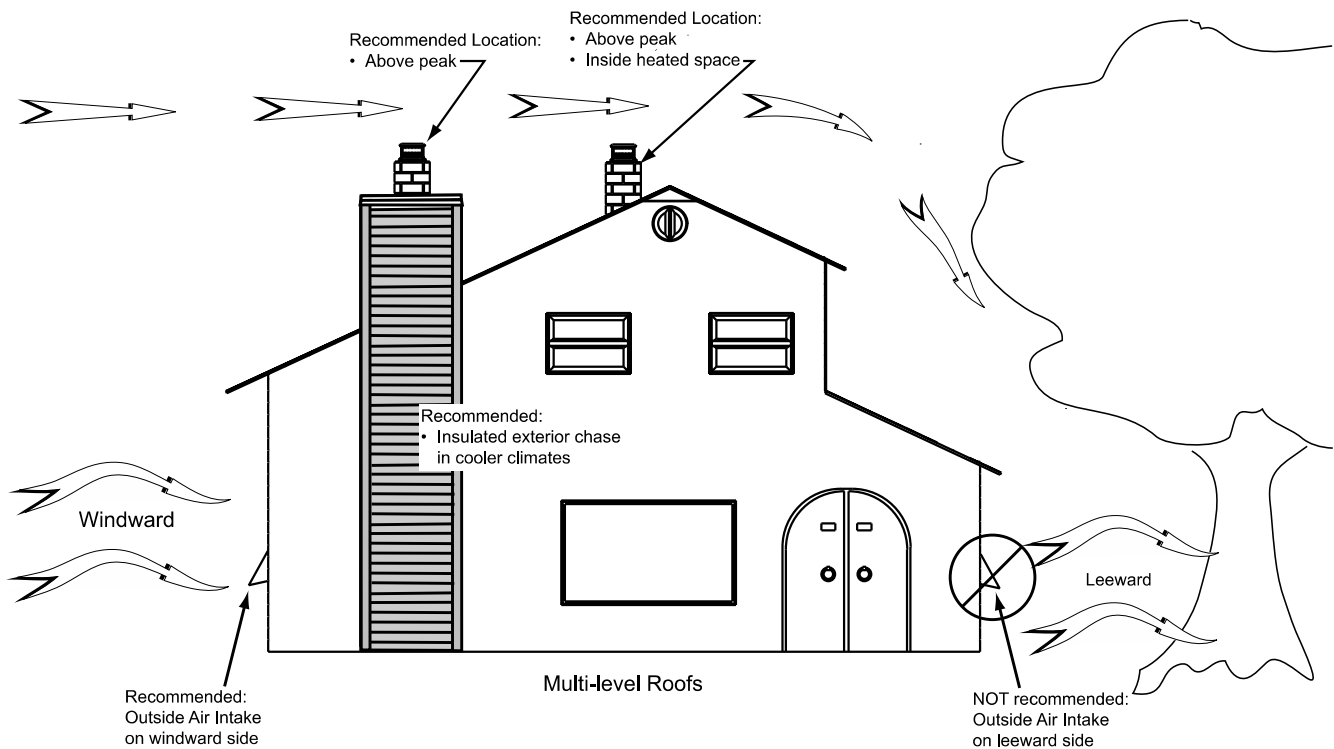 Recommended Location:
• Above peak
Recommended Location:
• Above peak
• Inside heated space
Recommended:
• Insulated exterior chase
in cooler climates
Windward
Leeward
Recommended:
Outside Air Intake
on windward side
Multi-level Roofs
NOT recommended:
Outside Air Intake
on leeward side